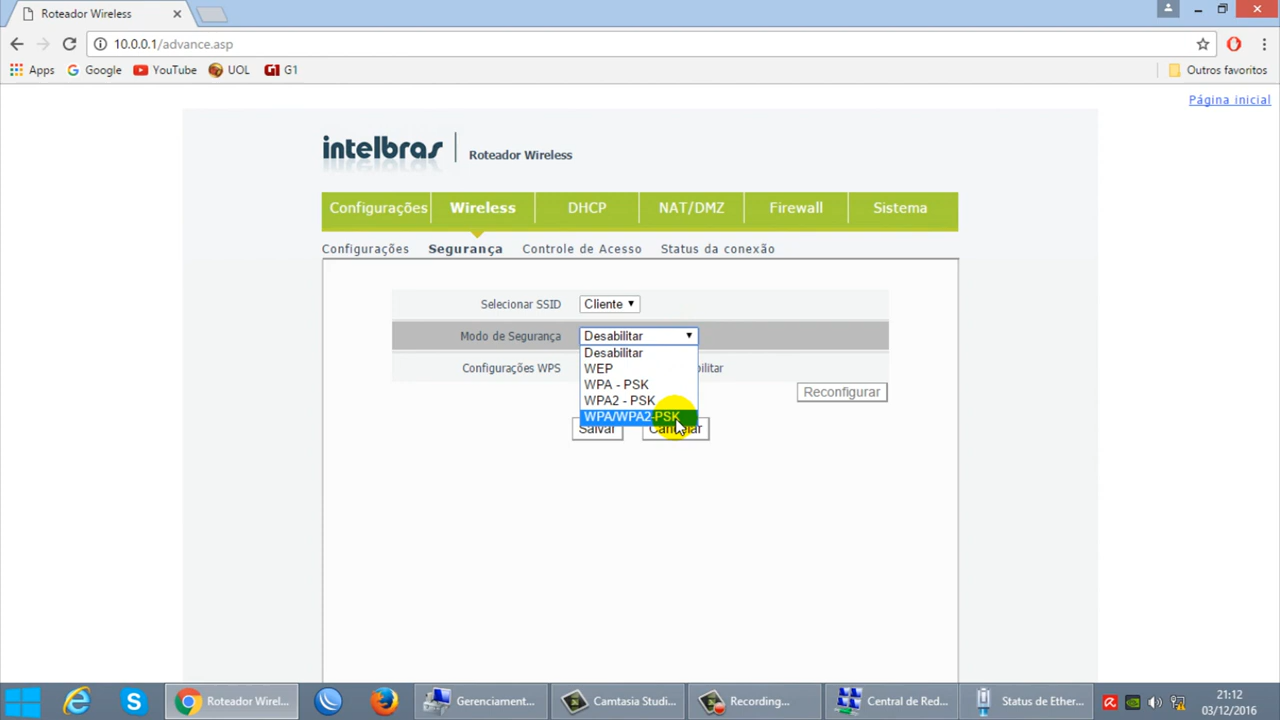 Roteador Wireless
10.0.0.1/advance.asp
Apps Google YouTube UOL G1 Outros favoritos
Página inicial
intelbras Roteador Wireless
Configurações Wireless DHCP NAT/DMZ Firewall Sistema
Configurações Segurança Controle de Acesso Status da conexão
Selecionar SSID Cliente
Modo de Segurança Desabilitar
Desabilitar
Configurações WPS WEP bilitar
WPA - PSK
Reconfigurar
WPA2 - PSK
WPA/WPA2-PSK
Salvar Cancelar
Roteador Wirel... Gerenciament... Camtasia Studi... Recording... Central de Red... Status de Ether... 21:12
03/12/2016